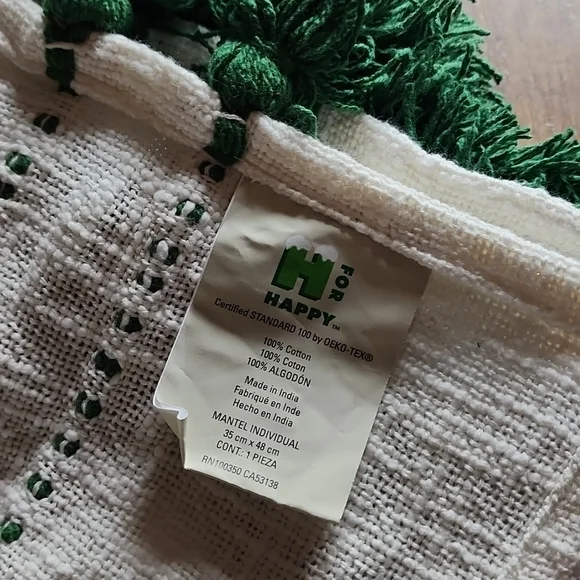 H FOR
HAPPY™
Certified STANDARD 100 by OEKO-TEX®
100% Cotton
100% Coton
100% ALGODÓN
Made in India
Fabriqué en Inde
Hecho en India
MANTEL INDIVIDUAL
35 cm x 48 cm
CONT.: 1 PIEZA
RN100350 CA53138